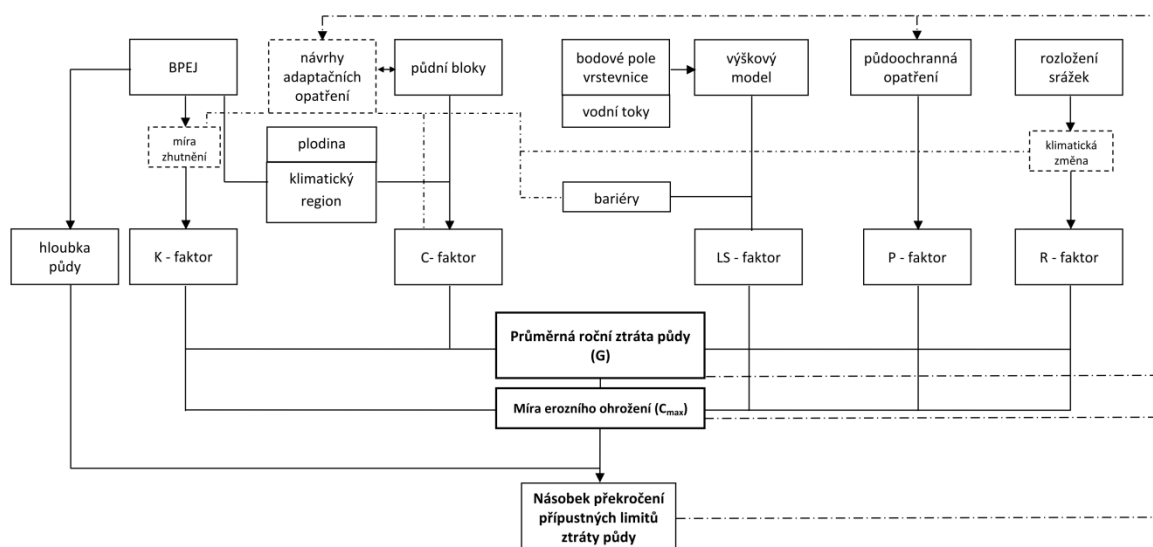 BPEJ
návrhy
adaptačních
opatření
půdní bloky
bodové pole
vrstevnice
vodní toky
výškový
model
půdoochranná
opatření
rozložení
srážek
míra
zhutnění
plodina
klimatický
region
bariéry
klimatická
změna
hloubka
půdy
K - faktor
C- faktor
LS - faktor
P - faktor
R - faktor
Průměrná roční ztráta půdy
(G)
Míra erozního ohrožení (Cmax)
Násobek překročení
přípustných limitů
ztráty půdy